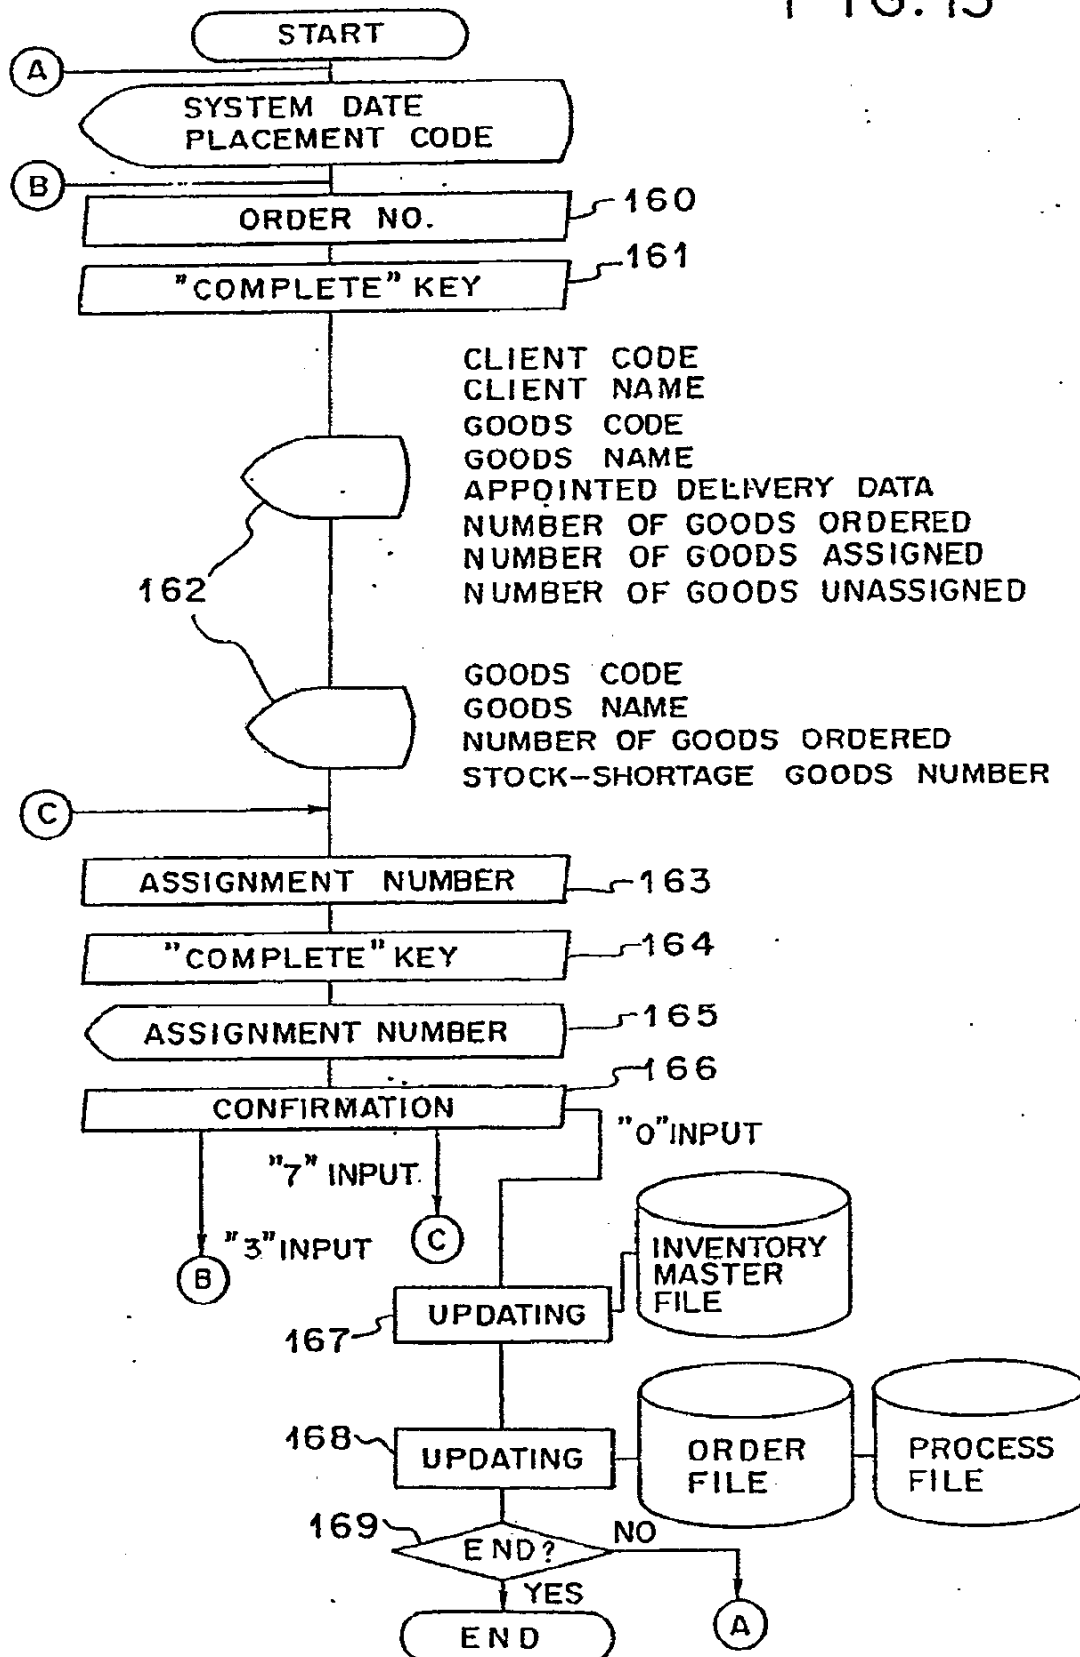 FIG. 15
START
A
SYSTEM DATE
PLACEMENT CODE
B
ORDER NO.
160
"COMPLETE" KEY
161
CLIENT CODE
CLIENT NAME
GOODS CODE
GOODS NAME
APPOINTED DELIVERY DATA
NUMBER OF GOODS ORDERED
NUMBER OF GOODS ASSIGNED
NUMBER OF GOODS UNASSIGNED
162
GOODS CODE
GOODS NAME
NUMBER OF GOODS ORDERED
STOCK-SHORTAGE GOODS NUMBER
C
ASSIGNMENT NUMBER
163
"COMPLETE" KEY
164
ASSIGNMENT NUMBER
165
CONFIRMATION
166
"0" INPUT
"7" INPUT
"3" INPUT
C
B
INVENTORY
MASTER
FILE
UPDATING
167
UPDATING
168
ORDER
FILE
PROCESS
FILE
169
END?
NO
YES
END
A